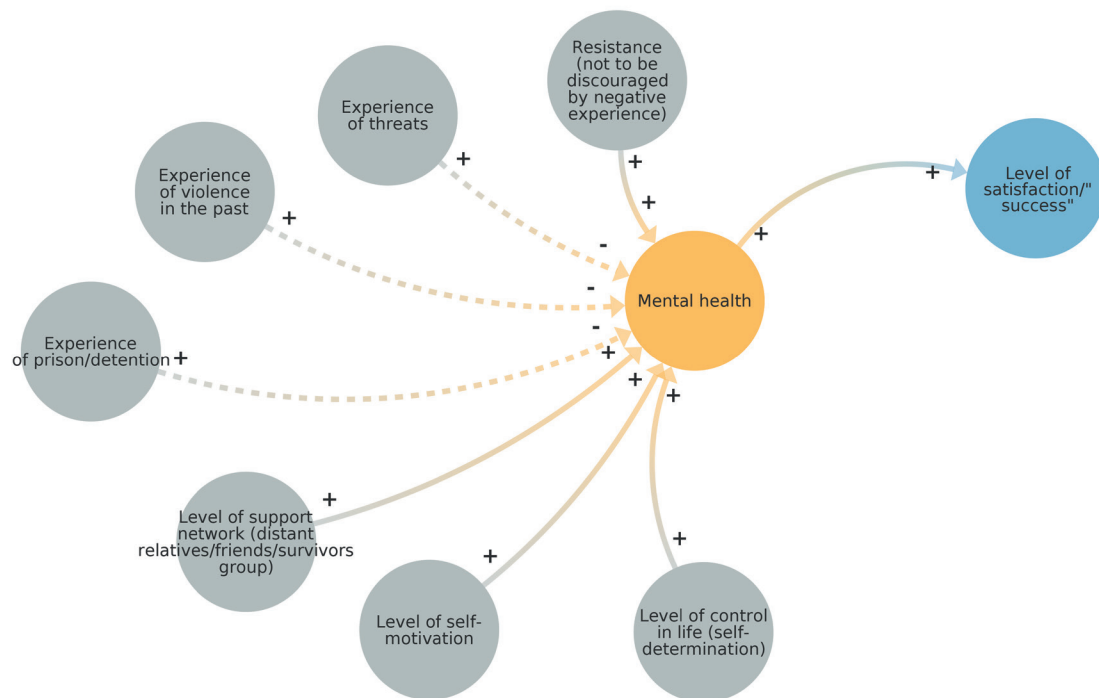 Resistance
(not to be
discouraged
by negative
experience)
+
+
Experience
of threats
+
-
Experience
of violence
in the past
+
-
Experience
of prison/detention
+
-
Level of
satisfaction/"
success"
+
+
Mental health
+
+
+
Level of support
network (distant
relatives/friends/survivors
group)
+
Level of self-
motivation
+
Level of control
in life (self-
determination)
+